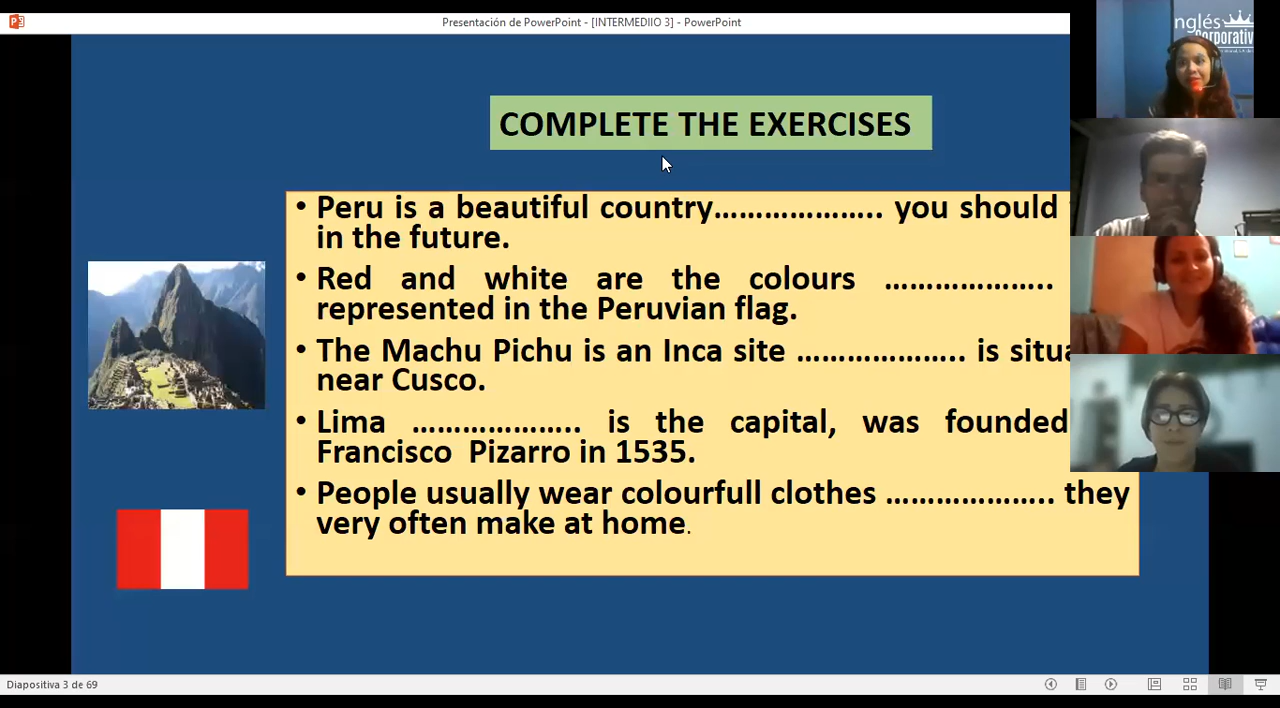 Presentación de PowerPoint - [INTERMEDIIO 3] - PowerPoint
nglés
Corporativ
COMPLETE THE EXERCISES
• Peru is a beautiful country……………….. you should
in the future.
• Red and white are the colours ………………..
represented in the Peruvian flag.
• The Machu Pichu is an Inca site ……………….. is situa
near Cusco.
• Lima ……………….. is the capital, was founded
Francisco Pizarro in 1535.
• People usually wear colourfull clothes ……………….. they
very often make at home.
Diapositiva 3 de 69